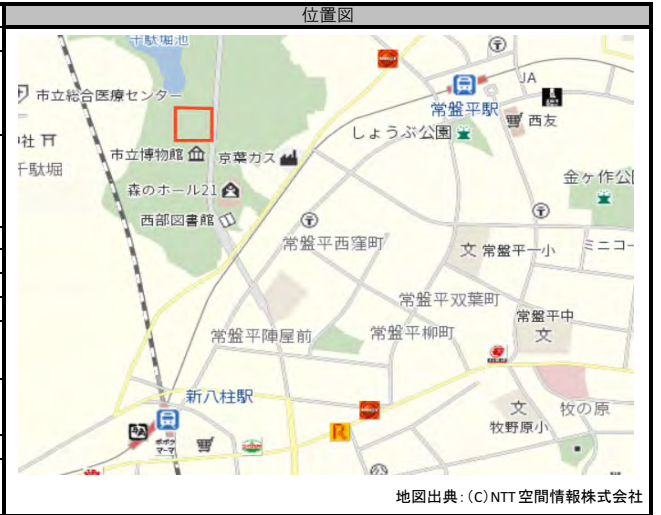 位置図
千駄堀池
市立総合医療センター
JA
常盤平駅
西友
社
しょうぶ公園
千駄堀
市立博物館
京葉ガス
金ヶ作公
森のホール21
西部図書館
常盤平西窪町
文 常盤平一小
ミニコー
常盤平双葉町
常盤平中
文
常盤平陣屋前
常盤平柳町
新八柱駅
文
牧の原
牧野原小
ポポラ
マーマ
地図出典:(C)NTT空間情報株式会社